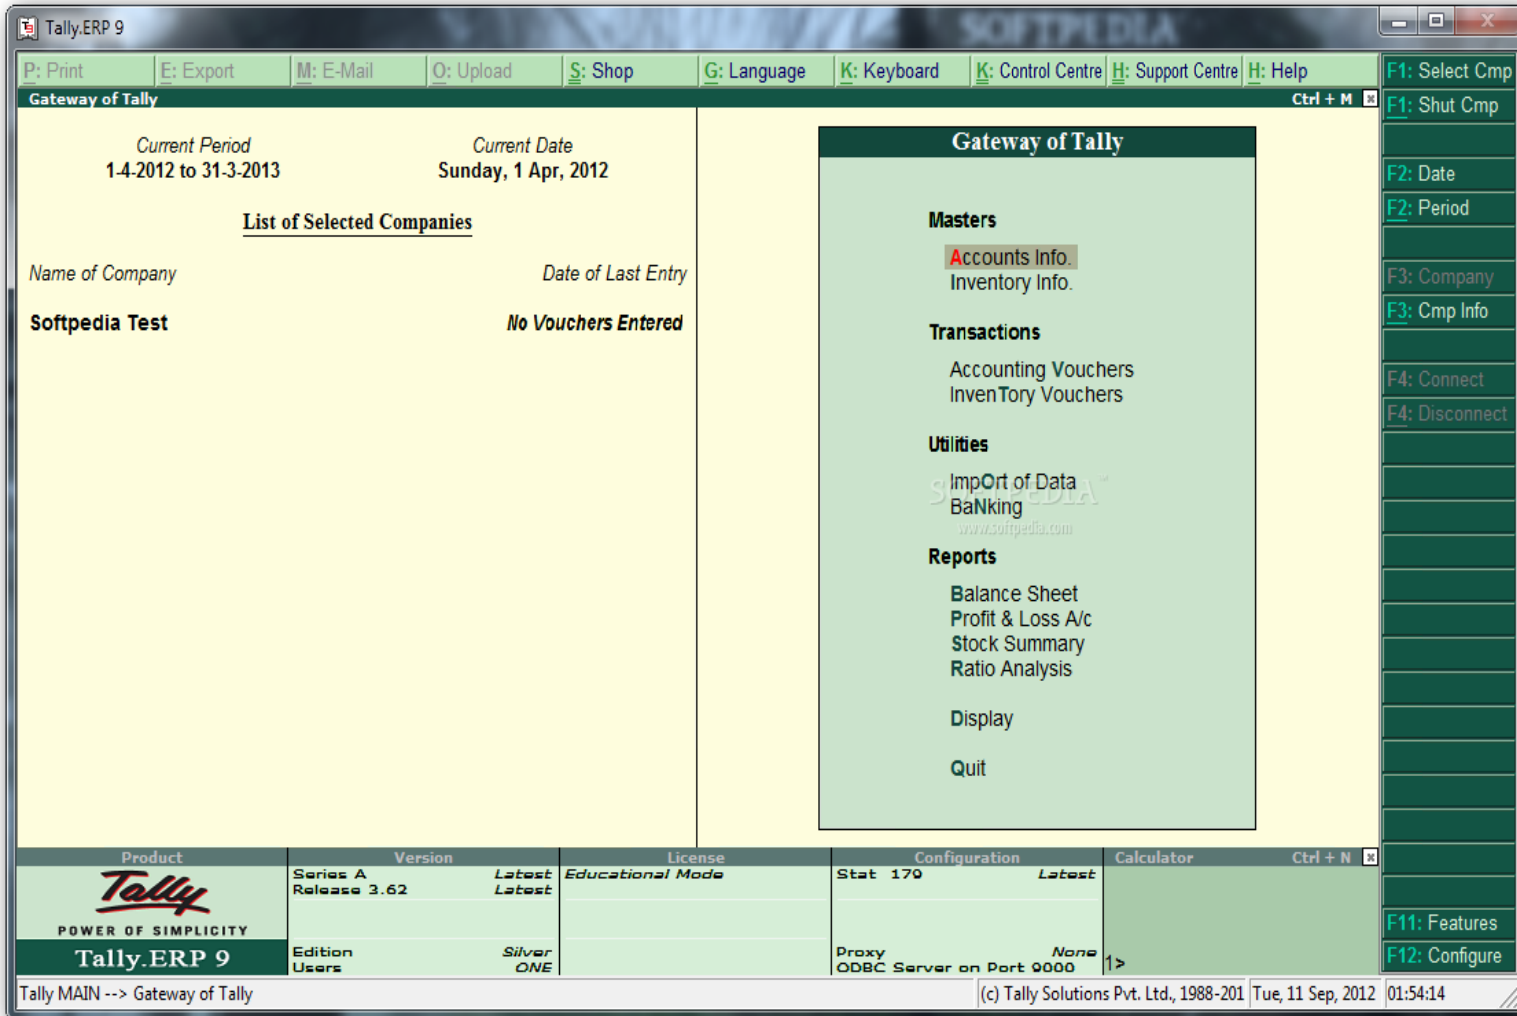 SOFTPEDIA
Tally.ERP 9
P: Print E: Export M: E-Mail O: Upload S: Shop G: Language K: Keyboard K: Control Centre H: Support Centre H: Help
Gateway of Tally Ctrl + M
Current Period Current Date
1-4-2012 to 31-3-2013 Sunday, 1 Apr, 2012
List of Selected Companies
Name of Company Date of Last Entry
Softpedia Test No Vouchers Entered
Gateway of Tally
Masters
Accounts Info.
Inventory Info.
Transactions
Accounting Vouchers
InvenTory Vouchers
Utilities
ImpOrt of Data
BaNking
SOFTPEDIA
www.softpedia.com
Reports
Balance Sheet
Profit & Loss A/c
Stock Summary
Ratio Analysis
Display
Quit
F1: Select Cmp
F1: Shut Cmp
F2: Date
F2: Period
F3: Company
F3: Cmp Info
F4: Connect
F4: Disconnect
F11: Features
F12: Configure
Product Version License Configuration Calculator Ctrl + N
Tally
POWER OF SIMPLICITY
Tally.ERP 9
Series A Latest
Release 3.62 Latest
Edition Silver
Users ONE
Educational Mode
Stat 179 Latest
Proxy None
ODBC Server on Port 9000
1>
Tally MAIN --> Gateway of Tally (c) Tally Solutions Pvt. Ltd., 1988-201 Tue, 11 Sep, 2012 01:54:14